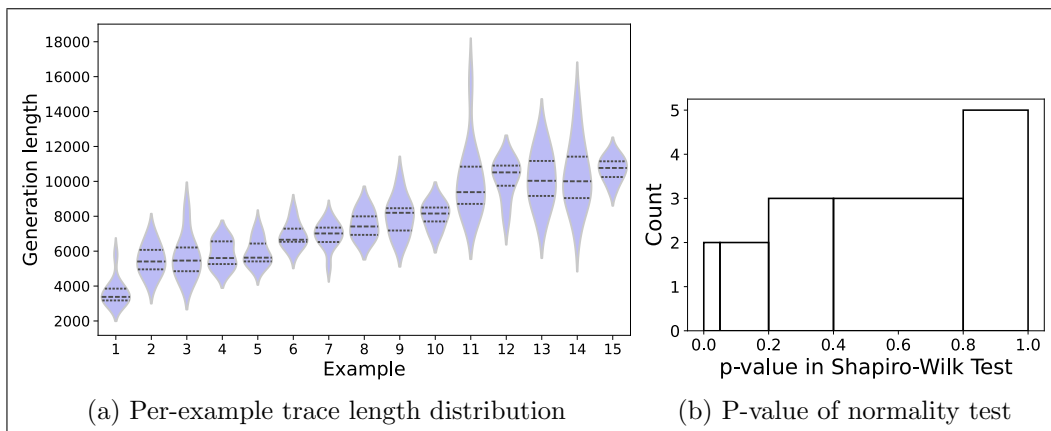 18000
16000
14000
12000
10000
8000
6000
4000
2000
Generation length
1 2 3 4 5 6 7 8 9 10 11 12 13 14 15
Example
(a) Per-example trace length distribution
5
4
3
2
1
0
Count
0.0 0.2 0.4 0.6 0.8 1.0
p-value in Shapiro-Wilk Test
(b) P-value of normality test